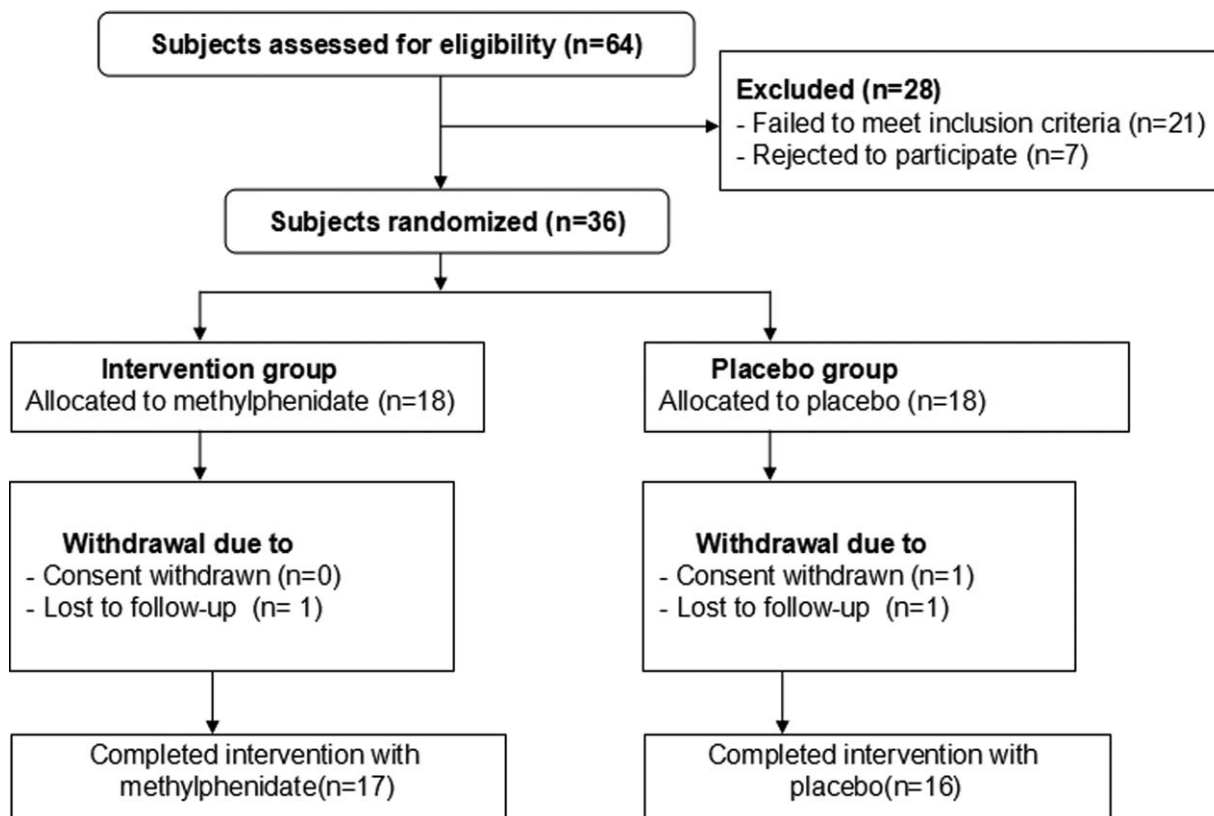 Subjects assessed for eligibility (n=64)
Excluded (n=28)
- Failed to meet inclusion criteria (n=21)
- Rejected to participate (n=7)
Subjects randomized (n=36)
Intervention group
Allocated to methylphenidate (n=18)
Placebo group
Allocated to placebo (n=18)
Withdrawal due to
- Consent withdrawn (n=0)
- Lost to follow-up  (n= 1)
Withdrawal due to
- Consent withdrawn (n=1)
- Lost to follow-up  (n=1)
Completed intervention with
methylphenidate(n=17)
Completed intervention with
placebo(n=16)